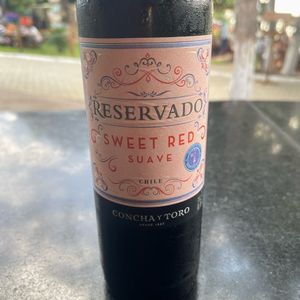 RESERVADO
SWEET RED
SUAVE
CHILE
CONCHA Y TORO